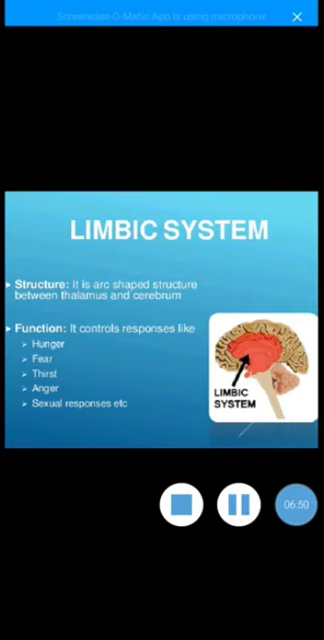 Screencast-O-Matic App is using microphone
LIMBIC SYSTEM
Structure: It is arc shaped structure
between thalamus and cerebrum
Function: It controls responses like
Hunger
Fear
Thirst
Anger
Sexual responses etc
LIMBIC
SYSTEM
06:50